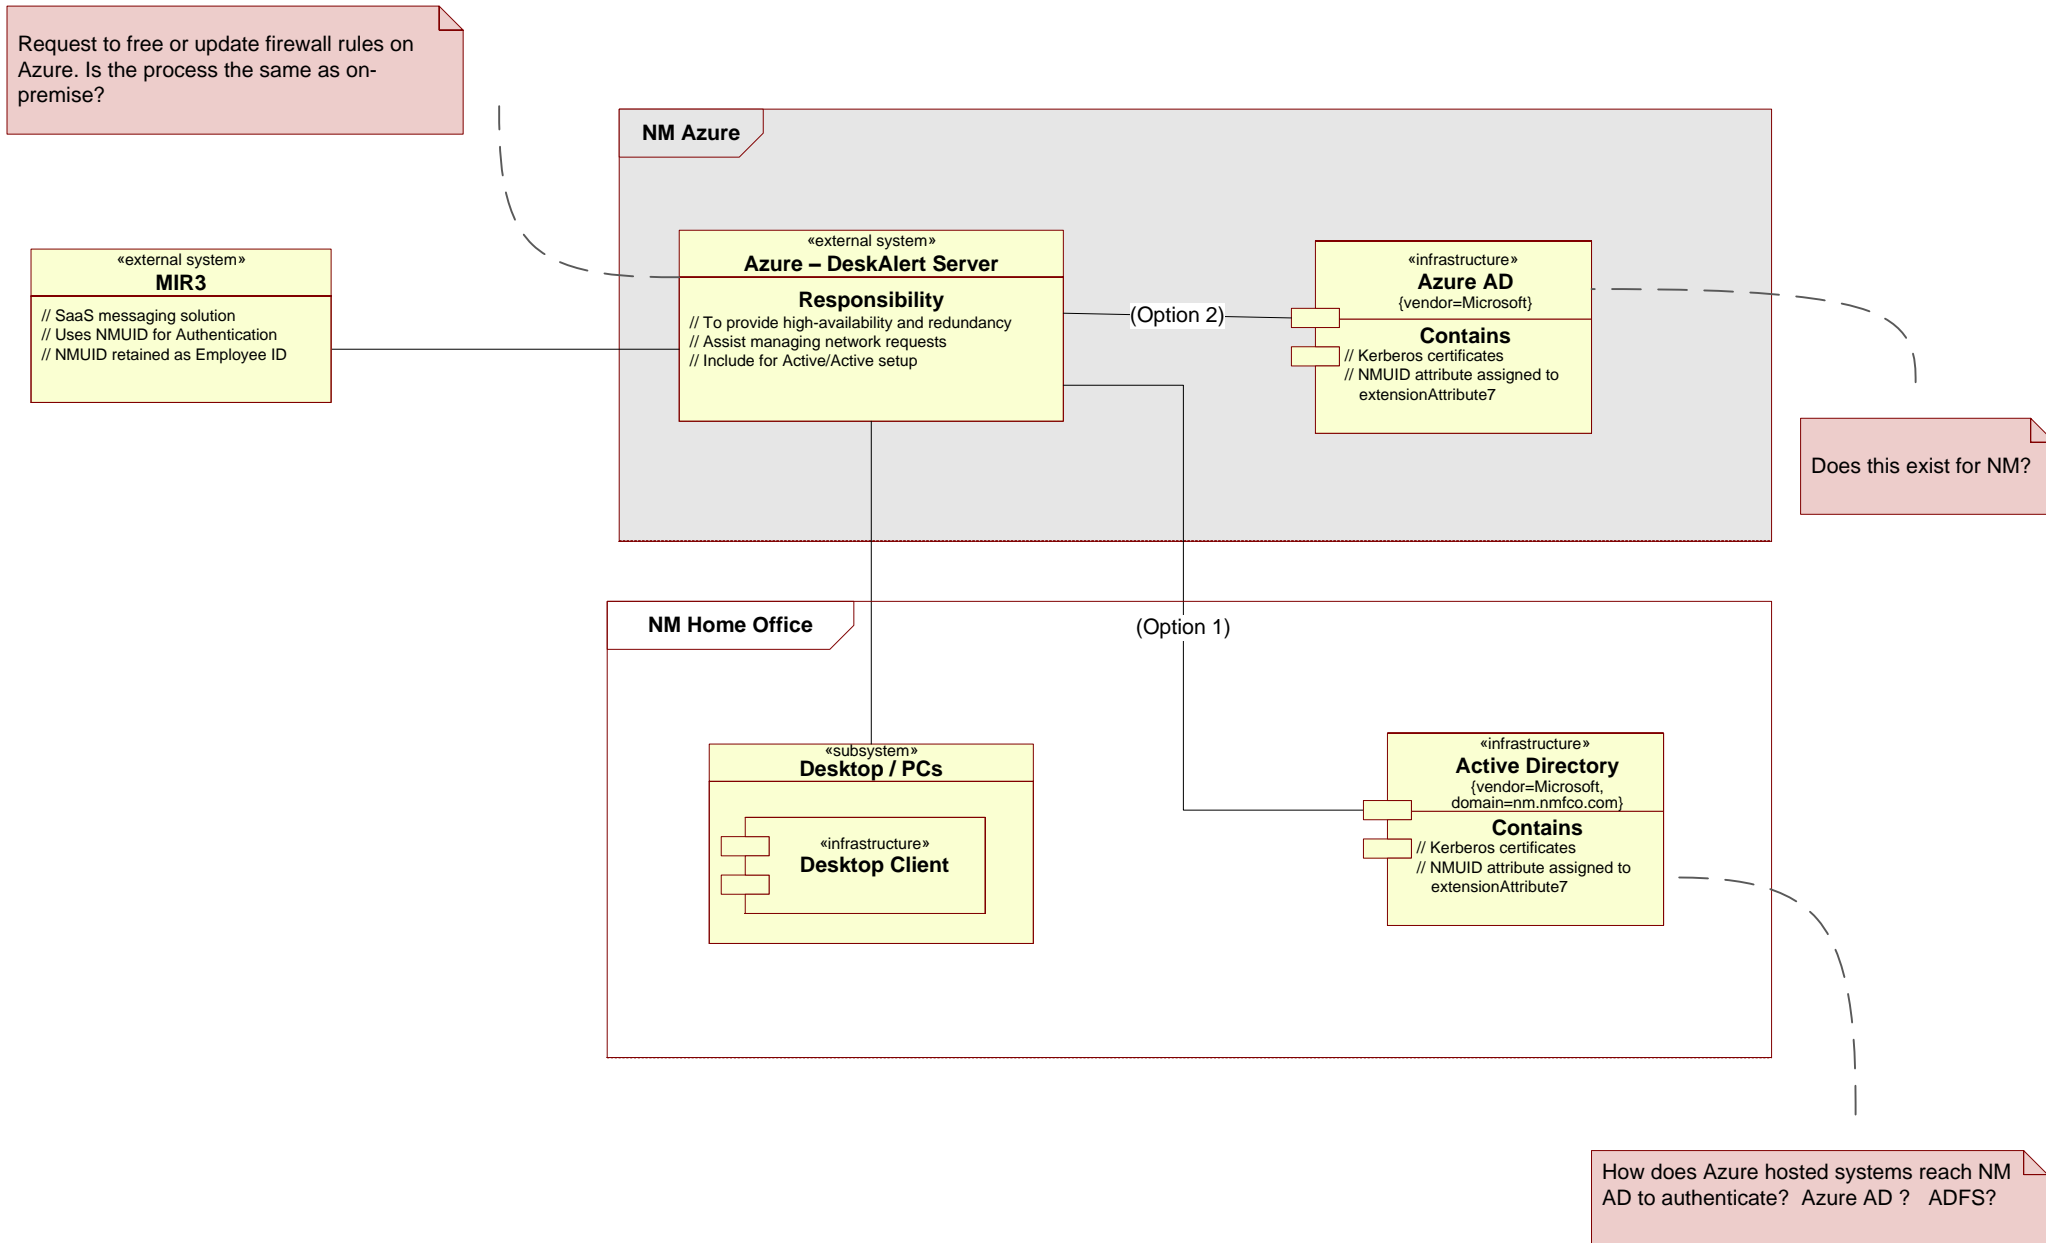 Request to free or update firewall rules on
Azure. Is the process the same as on-
premise?
NM Azure
«external system»
MIR3
// SaaS messaging solution
// Uses NMUID for Authentication
// NMUID retained as Employee ID
«external system»
Azure – DeskAlert Server
Responsibility
// To provide high-availability and redundancy
// Assist managing network requests
// Include for Active/Active setup
(Option 2)
«infrastructure»
Azure AD
{vendor=Microsoft}
Contains
// Kerberos certificates
// NMUID attribute assigned to
extensionAttribute7
Does this exist for NM?
NM Home Office
(Option 1)
«subsystem»
Desktop / PCs
«infrastructure»
Desktop Client
«infrastructure»
Active Directory
{vendor=Microsoft,
domain=nm.nmfco.com}
Contains
// Kerberos certificates
// NMUID attribute assigned to
extensionAttribute7
How does Azure hosted systems reach NM
AD to authenticate? Azure AD ? ADFS?